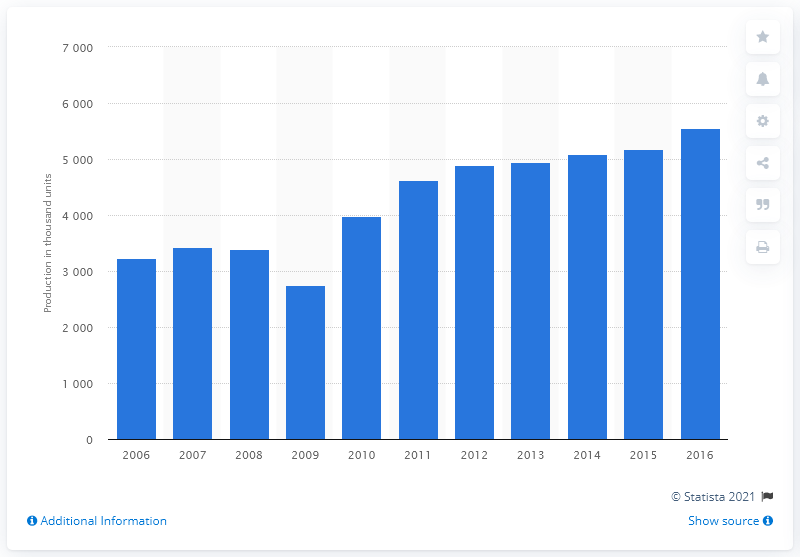 7 000
6 000
5 000
4 000
3 000
2 000
1 000
0
Production in thousand units
2006 2007 2008 2009 2010 2011 2012 2013 2014 2015 2016
© Statista 2021
Additional Information
Show source